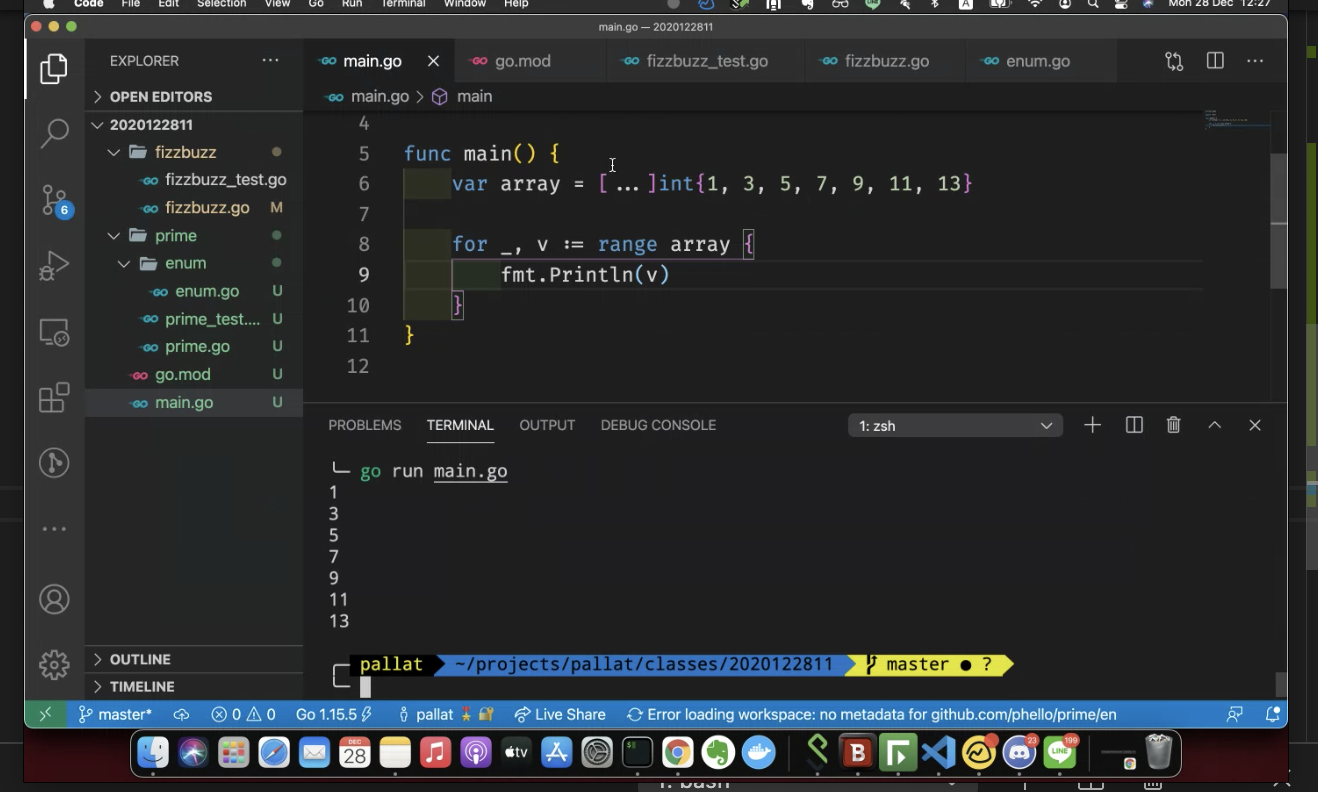 Code File Edit Selection View Go Run Terminal Window Help Mon 28 Dec 12:27
main.go — 2020122811
EXPLORER
main.go go.mod fizzbuzz_test.go fizzbuzz.go enum.go
main.go > main
OPEN EDITORS
2020122811
fizzbuzz
fizzbuzz_test.go
fizzbuzz.go M
prime
enum
enum.go U
prime_test.... U
prime.go U
go.mod U
main.go U
OUTLINE
TIMELINE
6
4
5 func main() {
6 var array = [...]int{1, 3, 5, 7, 9, 11, 13}
7
8 for _, v := range array {
9 fmt.Println(v)
10 }
11 }
12
PROBLEMS TERMINAL OUTPUT DEBUG CONSOLE 1: zsh
go run main.go
1
3
5
7
9
11
13
pallat ~/projects/pallat/classes/2020122811 master ● ?
master* 0 0 Go 1.15.5 pallat Live Share Error loading workspace: no metadata for github.com/phello/prime/en
DEC
28
tv
B
23
LINE
199
1: bash